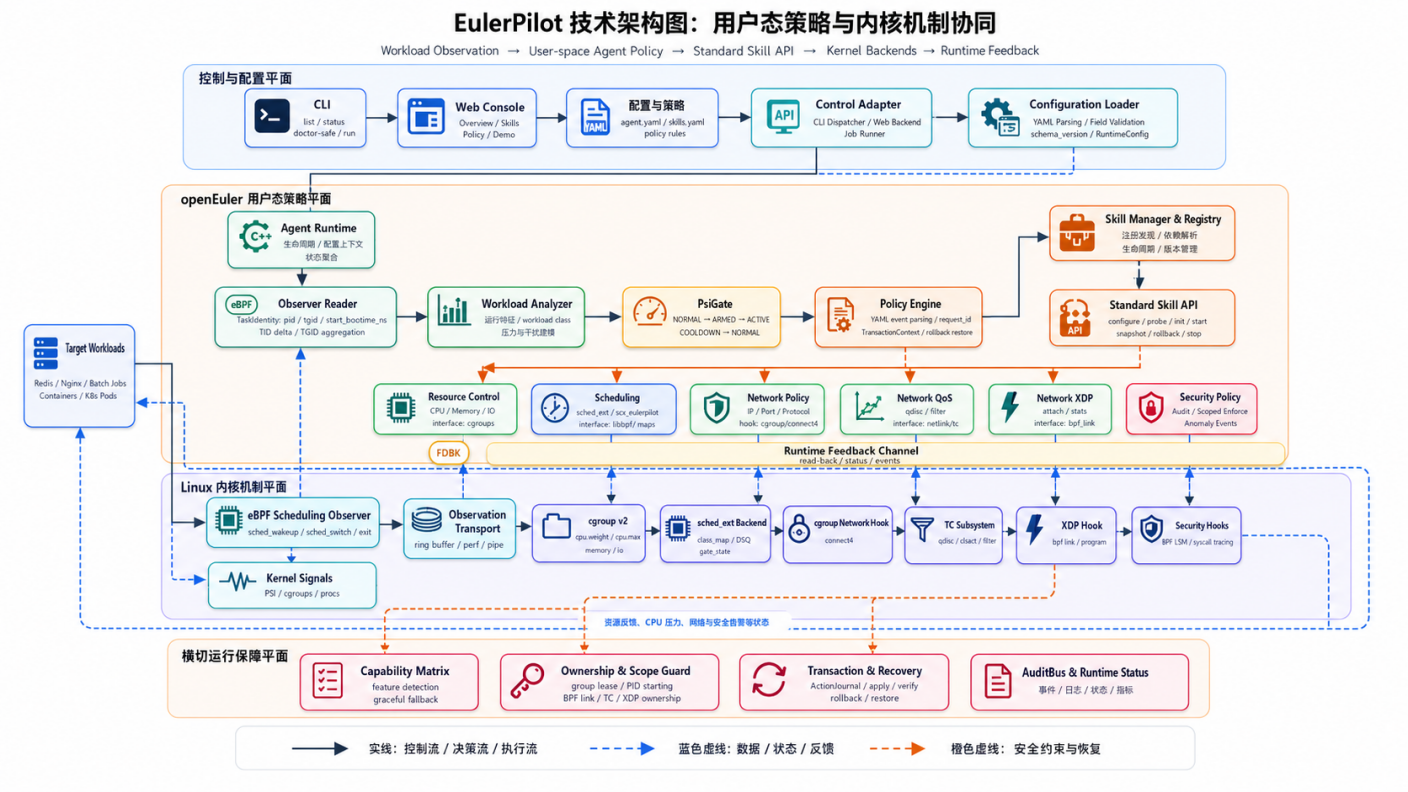 EulerPilot 技术架构图：用户态策略与内核机制协同
Workload Observation → User-space Agent Policy → Standard Skill API → Kernel Backends → Runtime Feedback
控制与配置平面
CLI
list / status
doctor-safe / run
Web Console
Overview / Skills
Policy / Demo
YAML
配置与策略
agent.yaml / skills.yaml
policy rules
API
Control Adapter
CLI Dispatcher / Web Backend
Job Runner
Configuration Loader
YAML Parsing / Field Validation
schema_version / RuntimeConfig
openEuler 用户态策略平面
C++
Agent Runtime
生命周期 / 配置上下文
状态聚合
Skill Manager & Registry
注册发现 / 依赖解析
生命周期 / 版本管理
eBPF
Observer Reader
TaskIdentity: pid / tgid / start_bootime_ns
TID delta / TGID aggregation
Workload Analyzer
运行特征 / workload class
压力与干扰建模
PsiGate
NORMAL → ARMED → ACTIVE
COOLDOWN → NORMAL
Policy Engine
YAML event parsing / request_id
TransactionContext / rollback restore
API
Standard Skill API
configure / probe / init / start
snapshot / rollback / stop
Target Workloads
Redis / Nginx / Batch Jobs
Containers / K8s Pods
Resource Control
CPU / Memory / IO
interface: cgroups
Scheduling
sched_ext / scx_eulerpilot
interface: libbpf / maps
Network Policy
IP / Port / Protocol
hook: cgroup/connect4
Network QoS
qdisc / filter
interface: netlink/tc
Network XDP
attach / stats
interface: bpf_link
Security Policy
Audit / Scoped Enforce
Anomaly Events
FDBK
Runtime Feedback Channel
read-back / status / events
Linux 内核机制平面
eBPF Scheduling Observer
sched_wakeup / sched_switch / exit
Observation
Transport
ring buffer / perf / pipe
cgroup v2
cpu.weight / cpu.max
memory / io
sched_ext Backend
class_map / DSQ
gate_state
cgroup Network Hook
connect4
TC Subsystem
qdisc / clsact / filter
XDP Hook
bpf link / program
Security Hooks
BPF LSM / syscall tracing
Kernel Signals
PSI / cgroups / procs
资源反馈、CPU 压力、网络与安全告警等状态
横切运行保障平面
Capability Matrix
feature detection
graceful fallback
Ownership & Scope Guard
group lease / PID starting
BPF link / TC / XDP ownership
Transaction & Recovery
ActionJournal / apply / verify
rollback / restore
AuditBus & Runtime Status
事件 / 日志 / 状态 / 指标
实线：控制流 / 决策流 / 执行流
蓝色虚线：数据 / 状态 / 反馈
橙色虚线：安全约束与恢复